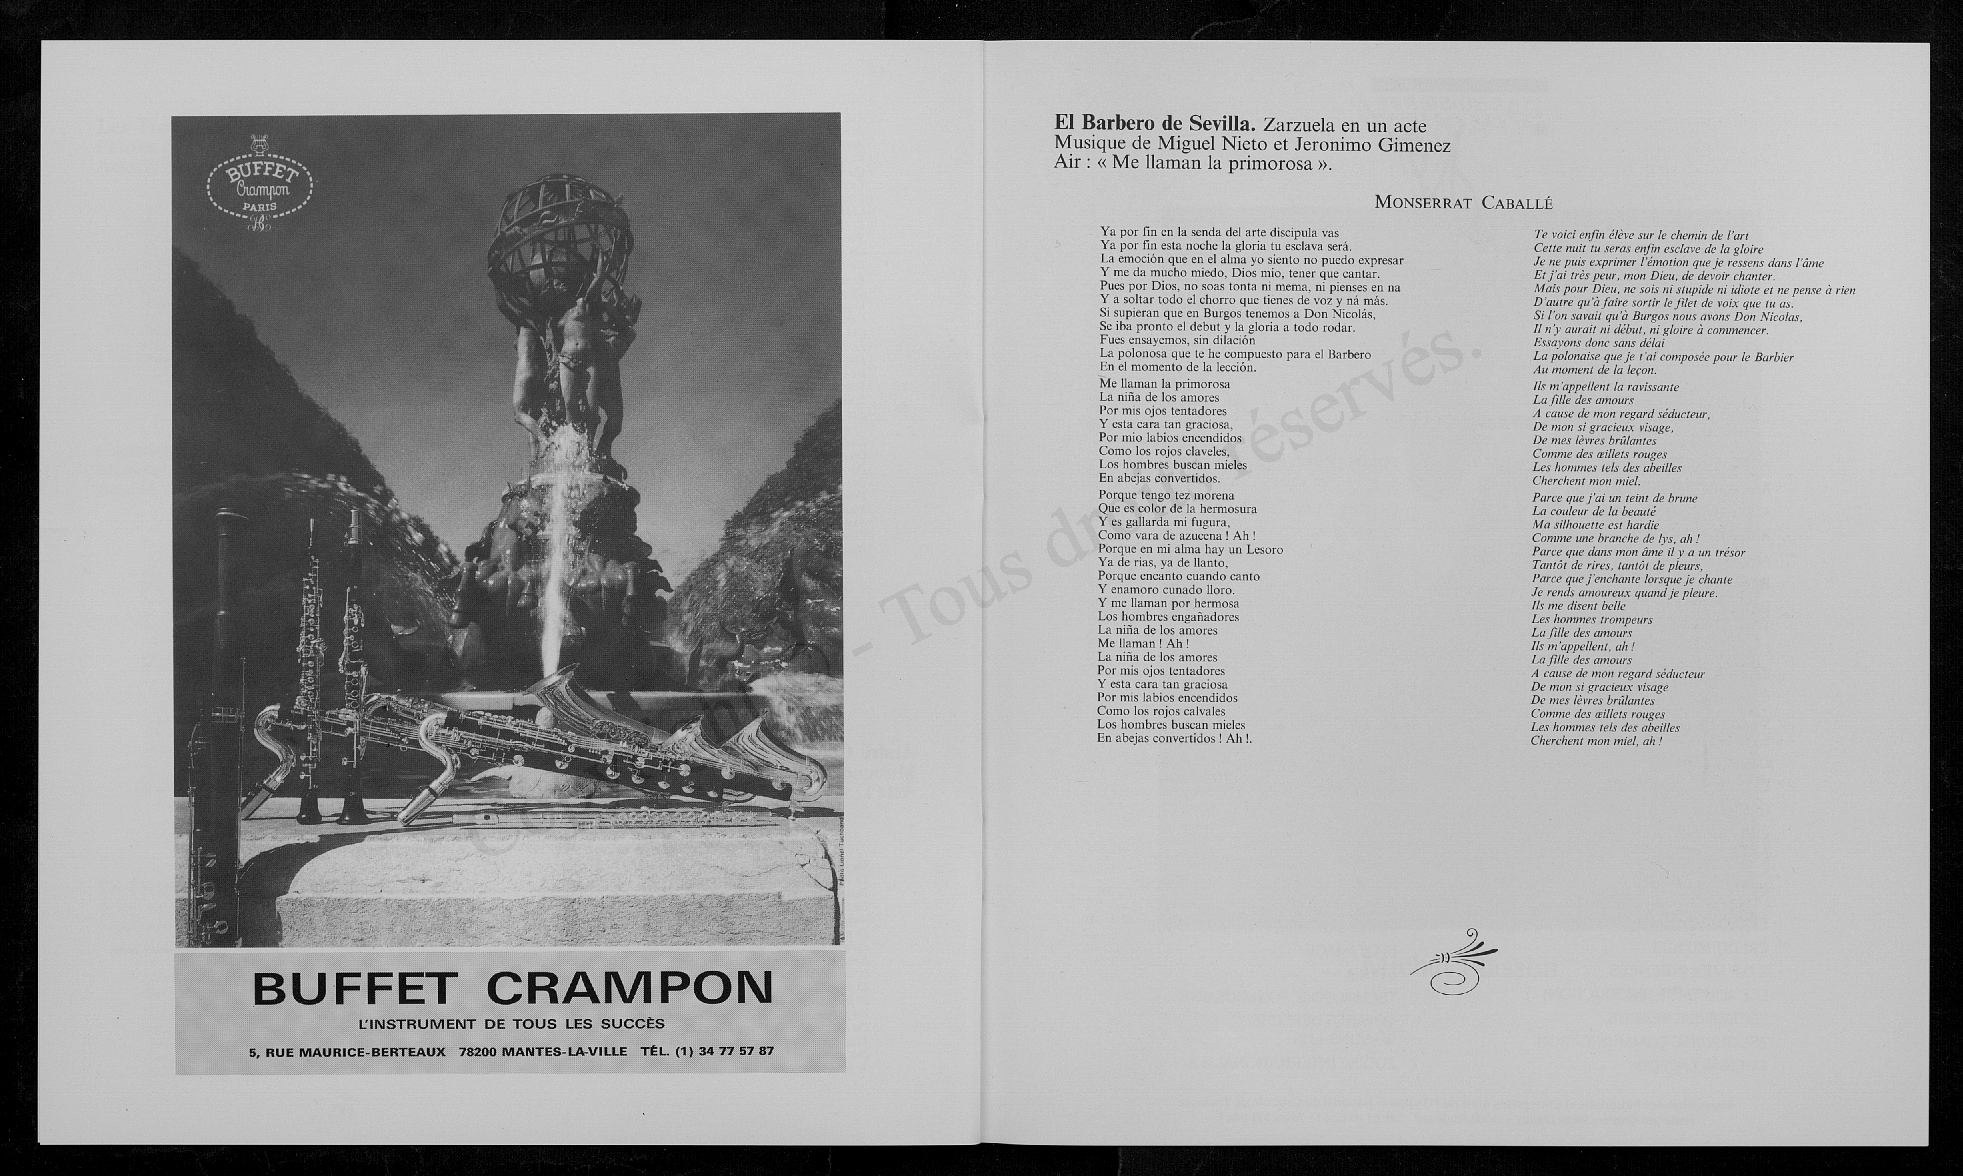 BUFFET
Crampon
PARIS
BUFFET CRAMPON
L'INSTRUMENT DE TOUS LES SUCCÈS
5, RUE MAURICE-BERTEAUX 78200 MANTES-LA-VILLE TÉL. (1) 34 77 57 87
El Barbero de Sevilla. Zarzuela en un acte
Musique de Miguel Nieto et Jeronimo Gimenez
Air : « Me llaman la primorosa ».
MONSERRAT CABALLÉ
Ya por fin en la senda del arte discipula vas
Ya por fin esta noche la gloria tu esclava será.
La emoción que en el alma yo siento no puedo expresar
Y me da mucho miedo, Dios mio, tener que cantar.
Pues por Dios, no soas tonta ni mema, ni pienses en na
Y a soltar todo el chorro que tienes de voz y ná más.
Si supieran que en Burgos tenemos a Don Nicolás,
Se iba pronto el debut y la gloria a todo rodar.
Fues ensayemos, sin dilación
La polonosa que te he compuesto para el Barbero
En el momento de la lección.
Me llaman la primorosa
La niña de los amores
Por mis ojos tentadores
Y esta cara tan graciosa,
Por mio labios encendidos
Como los rojos claveles,
Los hombres buscan mieles
En abejas convertidos.
Porque tengo tez morena
Que es color de la hermosura
Y es gallarda mi fugura,
Como vara de azucena ! Ah !
Porque en mi alma hay un Lesoro
Ya de rias, ya de llanto,
Porque encanto cuando canto
Y enamoro cunado lloro.
Y me llaman por hermosa
Los hombres engañadores
La niña de los amores
Me llaman ! Ah !
La niña de los amores
Por mis ojos tentadores
Y esta cara tan graciosa
Por mis labios encendidos
Como los rojos calvales
Los hombres buscan mieles
En abejas convertidos ! Ah !.
Te voici enfin élève sur le chemin de l'art
Cette nuit tu seras enfin esclave de la gloire
Je ne puis exprimer l'émotion que je ressens dans l'âme
Et j'ai très peur, mon Dieu, de devoir chanter.
Mais pour Dieu, ne sois ni stupide ni idiote et ne pense à rien
D'autre qu'à faire sortir le filet de voix que tu as.
Si l'on savait qu'à Burgos nous avons Don Nicolas,
Il n'y aurait ni début, ni gloire à commencer.
Essayons donc sans délai
La polonaise que je t'ai composée pour le Barbier
Au moment de la leçon.
Ils m'appellent la ravissante
La fille des amours
A cause de mon regard séducteur,
De mon si gracieux visage,
De mes lèvres brûlantes
Comme des œillets rouges
Les hommes tels des abeilles
Cherchent mon miel.
Parce que j'ai un teint de brune
La couleur de la beauté
Ma silhouette est hardie
Comme une branche de lys, ah !
Parce que dans mon âme il y a un trésor
Tantôt de rires, tantôt de pleurs,
Parce que j'enchante lorsque je chante
Je rends amoureux quand je pleure.
Ils me disent belle
Les hommes trompeurs
La fille des amours
Ils m'appellent, ah !
La fille des amours
A cause de mon regard séducteur
De mon si gracieux visage
De mes lèvres brûlantes
Comme des œillets rouges
Les hommes tels des abeilles
Cherchent mon miel, ah !
- Tous droits réservés.